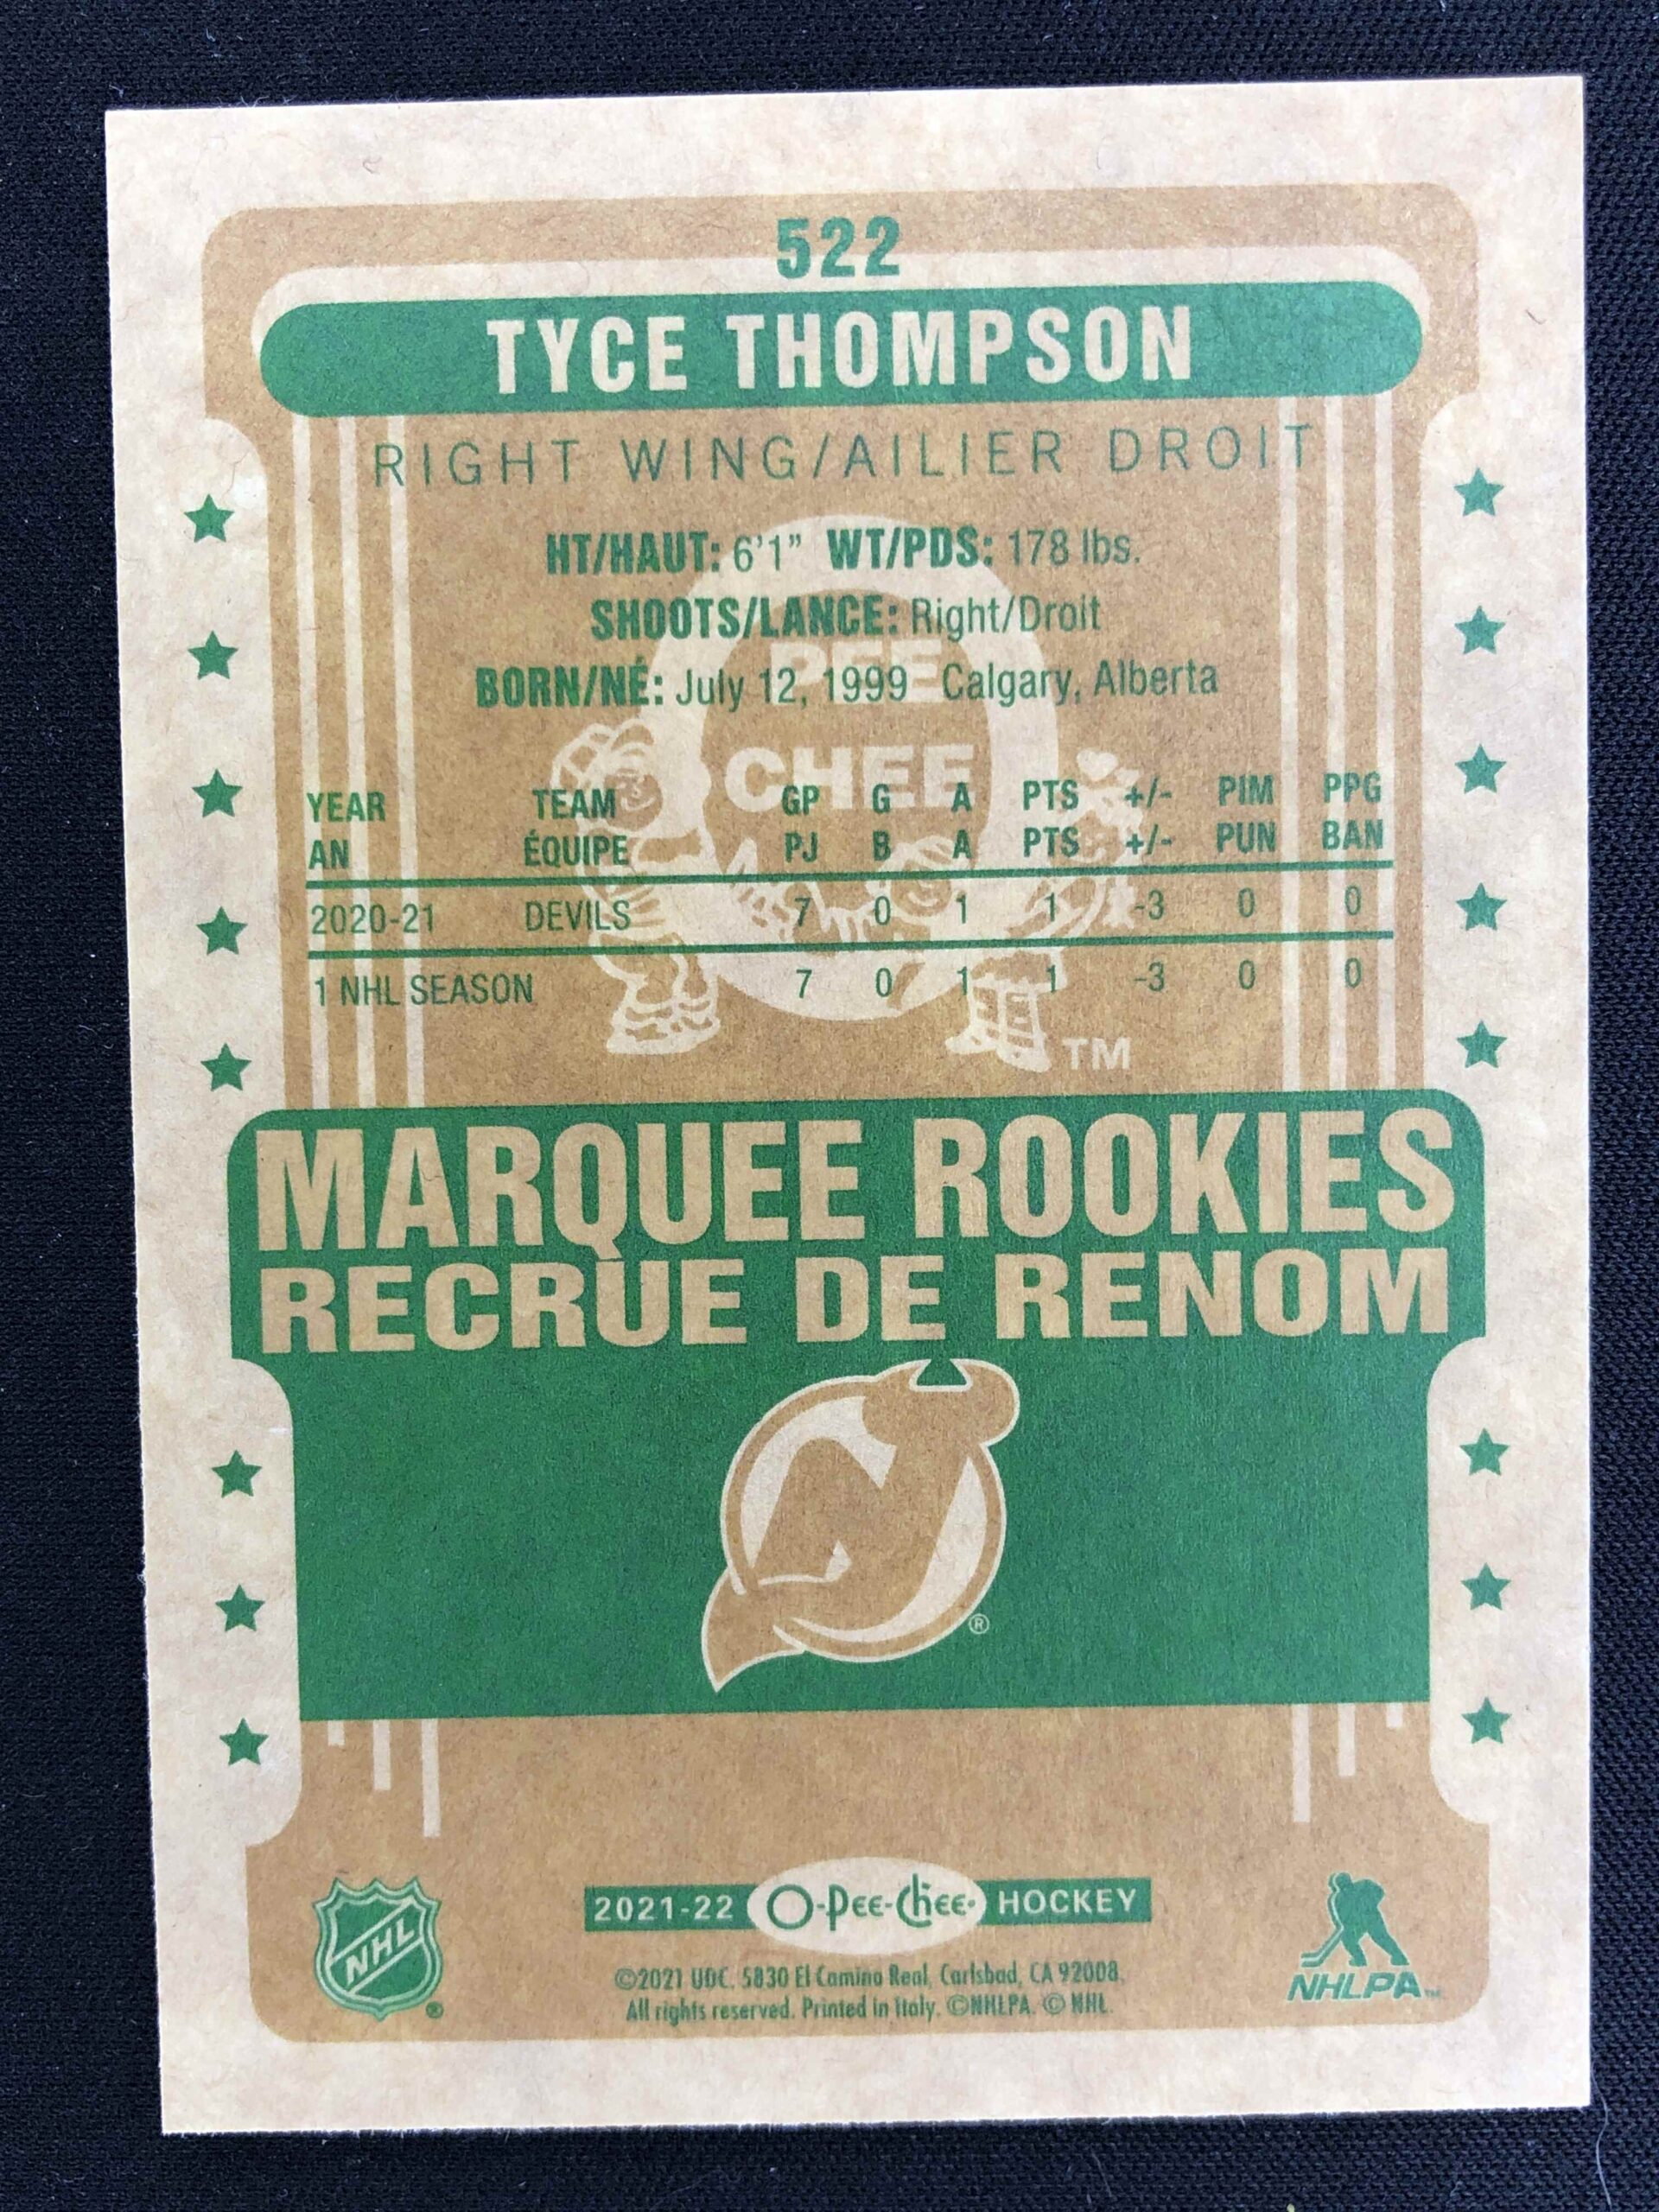 522
TYCE THOMPSON
RIGHT WING/AILIER DROIT
HT/HAUT: 6'1" WT/PDS: 178 lbs.
SHOOTS/LANCE: Right/Droit
PEE
BORN/NÉ: July 12, 1999 Calgary, Alberta
CHEE
YEAR TEAM GP G A PTS +/- PIM PPG
AN ÉQUIPE PJ B A PTS +/- PUN BAN
2020-21 DEVILS 7 0 1 1 -3 0 0
1 NHL SEASON 7 0 1 1 -3 0 0
TM
MARQUEE ROOKIES
RECRUE DE RENOM
®
2021-22 O-Pee-Chee® HOCKEY
NHL ®
NHLPA™
©2021 UDC. 5830 El Camino Real, Carlsbad, CA 92008.
All rights reserved. Printed in Italy. ©NHLPA. © NHL.